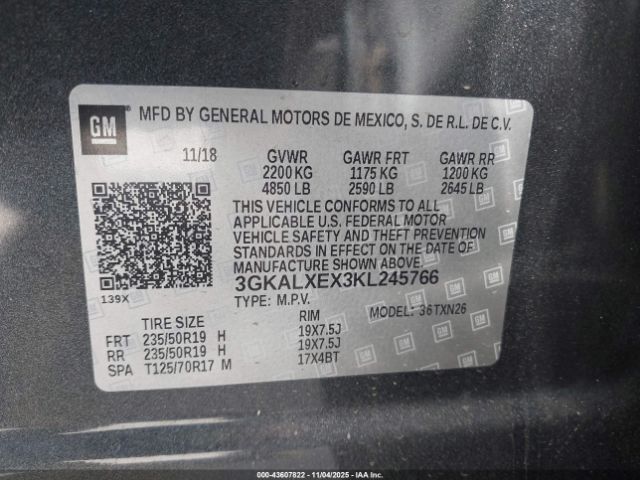 GM
MFD BY GENERAL MOTORS DE MEXICO, S. DE R.L. DE C.V.
11/18 GVWR GAWR FRT GAWR RR
2200 KG 1175 KG 1200 KG
4850 LB 2590 LB 2645 LB
THIS VEHICLE CONFORMS TO ALL
APPLICABLE U.S. FEDERAL MOTOR
VEHICLE SAFETY AND THEFT PREVENTION
STANDARDS IN EFFECT ON THE DATE OF
MANUFACTURE SHOWN ABOVE.
3GKALXEX3KL245766
139X
TYPE: M.P.V. MODEL: 36TXN26
TIRE SIZE RIM
FRT 235/50R19 H 19X7.5J
RR 235/50R19 H 19X7.5J
SPA T125/70R17 M 17X4BT
000-43607822 - 11/04/2025 - IAAI.CA